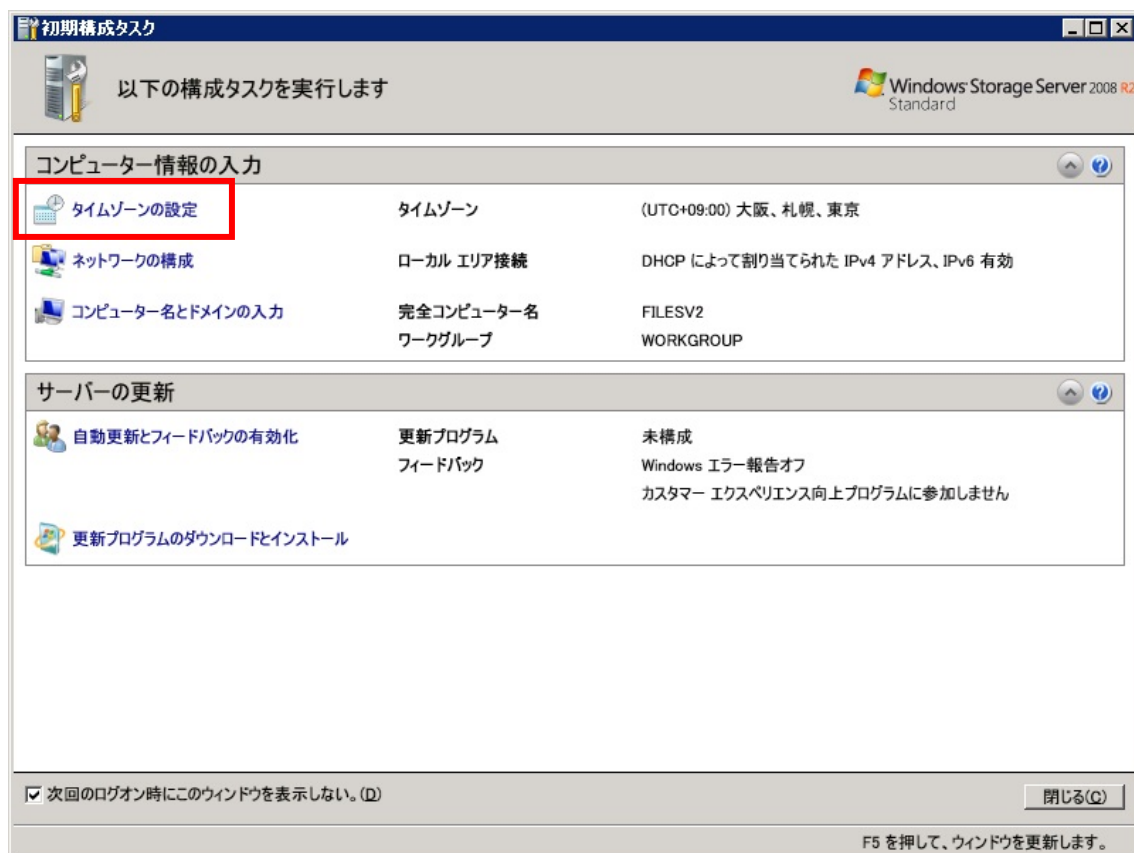 初期構成タスク
以下の構成タスクを実行します
Windows Storage Server 2008 R2
Standard
コンピューター情報の入力
タイムゾーンの設定 タイムゾーン (UTC+09:00) 大阪、札幌、東京
ネットワークの構成 ローカル エリア接続 DHCP によって割り当てられた IPv4 アドレス、IPv6 有効
コンピューター名とドメインの入力 完全コンピューター名 FILESV2
ワークグループ WORKGROUP
サーバーの更新
自動更新とフィードバックの有効化 更新プログラム 未構成
フィードバック Windows エラー報告オフ
カスタマー エクスペリエンス向上プログラムに参加しません
更新プログラムのダウンロードとインストール
次回のログオン時にこのウィンドウを表示しない。(D)
閉じる(C)
F5 を押して、ウィンドウを更新します。